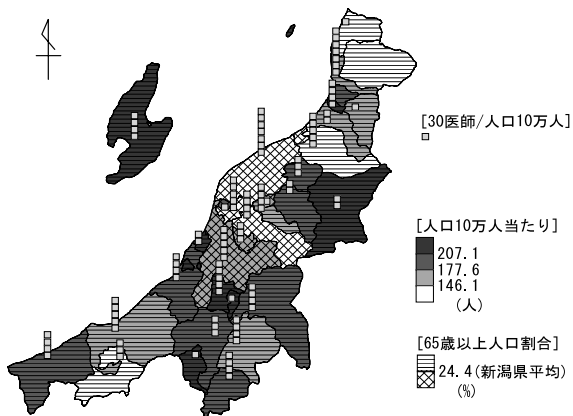 [30医師/人口10万人]
[人口10万人当たり]
207.1
177.6
146.1
(人)
[65歳以上人口割合]
24.4(新潟県平均)
(%)